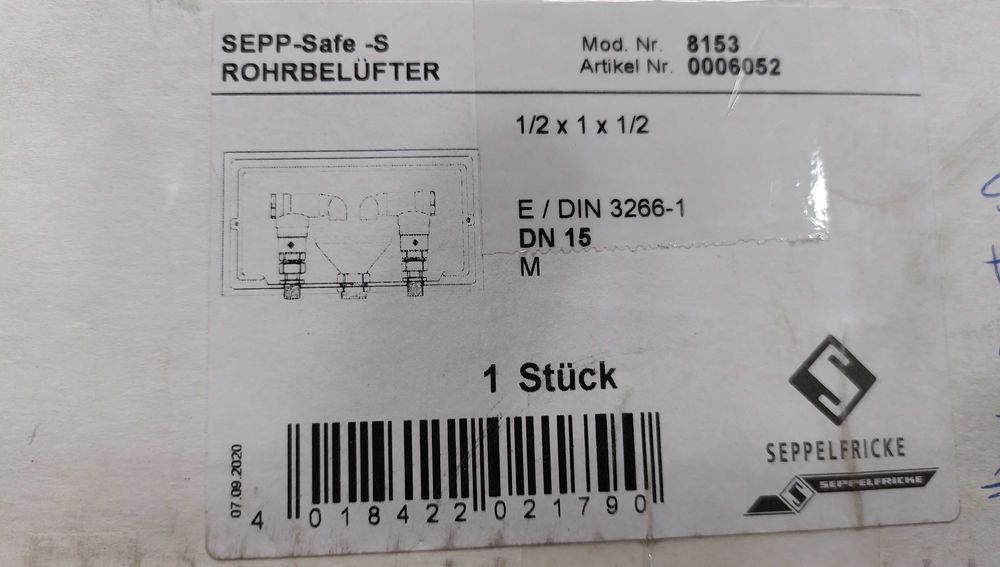 SEPP-Safe -S
ROHRBELÜFTER
Mod. Nr. 8153
Artikel Nr. 0006052
1/2 x 1 x 1/2
E / DIN 3266-1
DN 15
M
1 Stück
SEPPELFRICKE
SEPPELFRICKE
07.09.2020
4 018422 021790